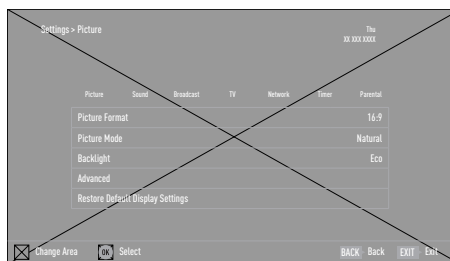 Settings > Picture
Thu
XX XXX XXXX
Picture Sound Broadcast TV Network Timer Parental
Picture Format 16:9
Picture Mode Natural
Backlight Eco
Advanced
Restore Default Display Settings
Change Area OK Select BACK Back EXIT Exit